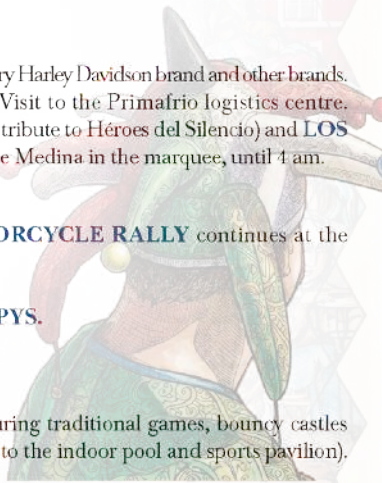 ry Harley Davidson brand and other brands.
Visit to the Primafrio logistics centre.
tribute to Héroes del Silencio) and LOS
e Medina in the marquee, until 4 am.
ORCYCLE RALLY continues at the
PYS.
uring traditional games, bouncy castles
to the indoor pool and sports pavilion).